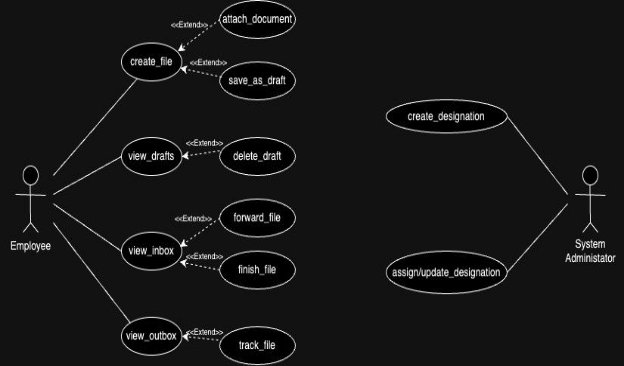 attach_document
<<Extend>>
create_file
<<Extend>>
save_as_draft
create_designation
<<Extend>>
view_drafts
delete_draft
forward_file
<<Extend>>
Employee
view_inbox
System
Administator
<<Extend>>
finish_file
assign/update_designation
<<Extend>>
view_outbox
track_file